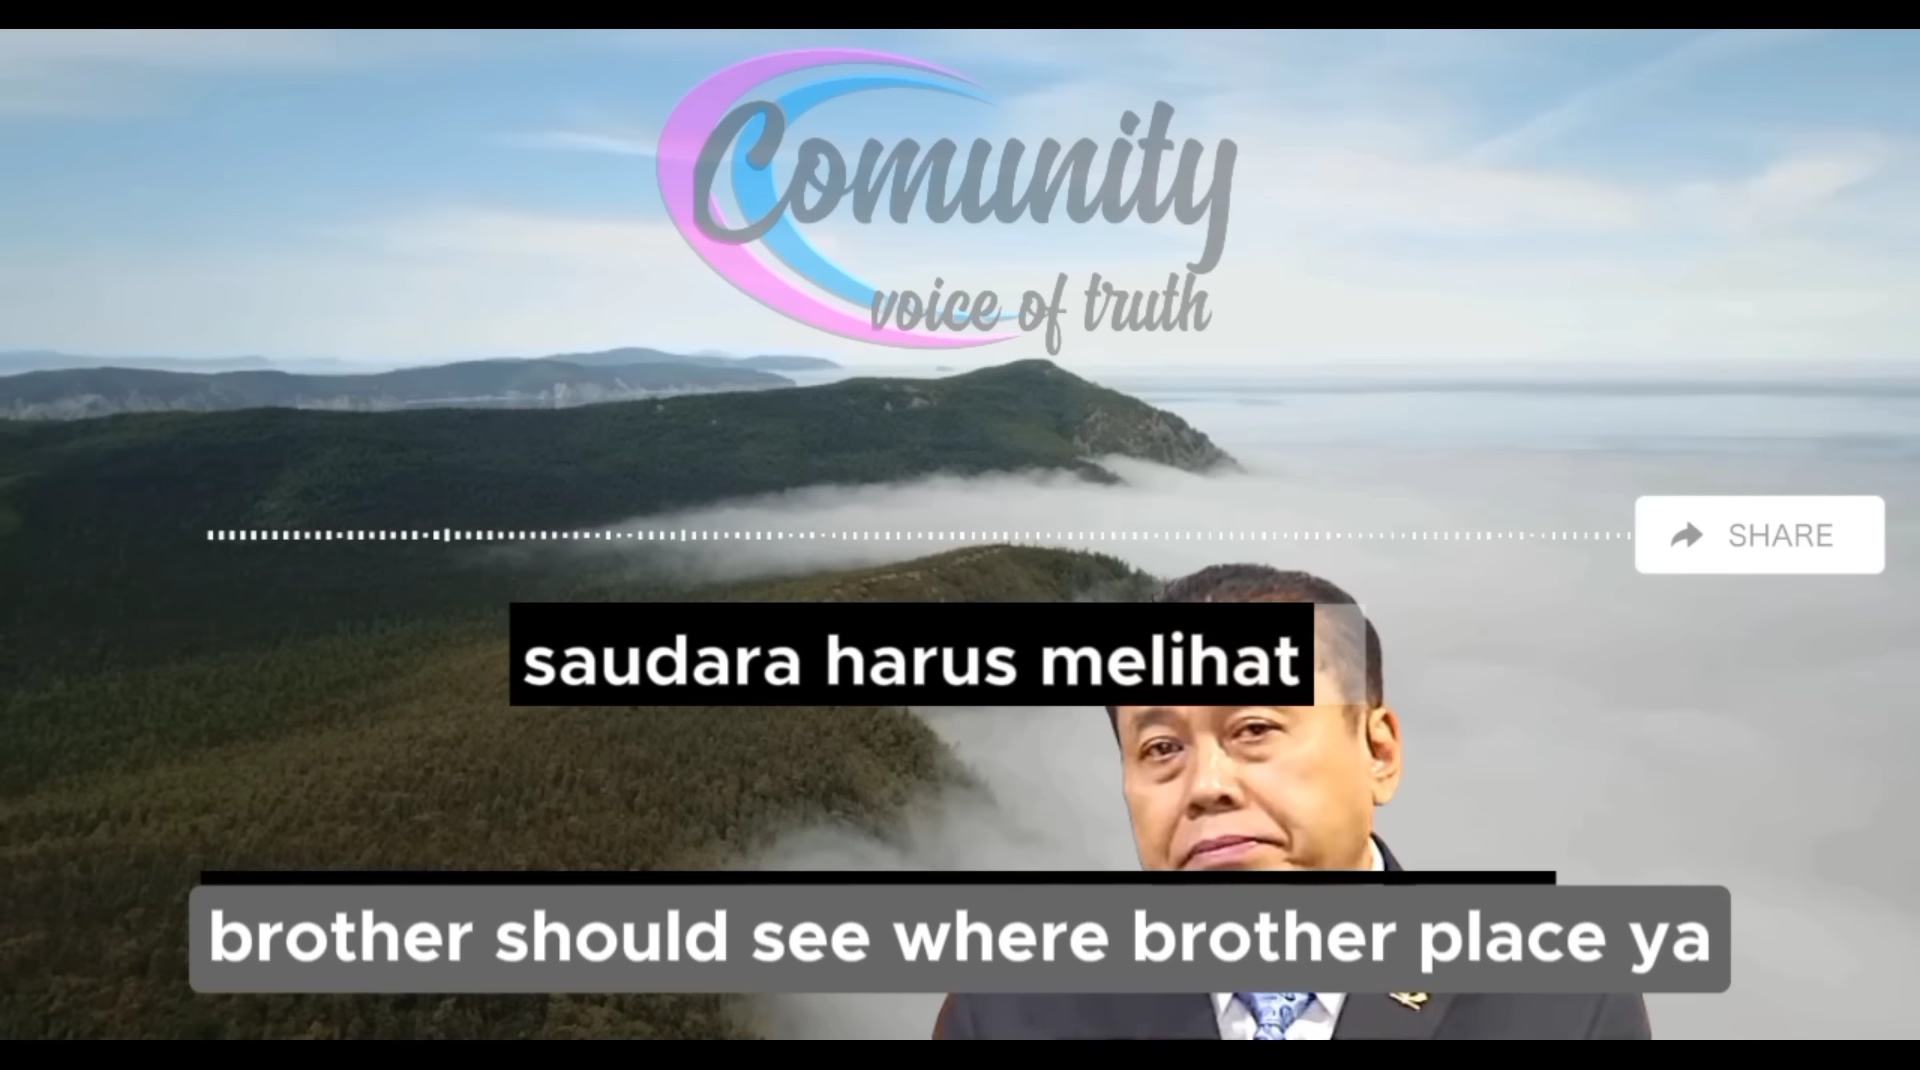 Comunity
voice of truth
SHARE
saudara harus melihat
brother should see where brother place ya